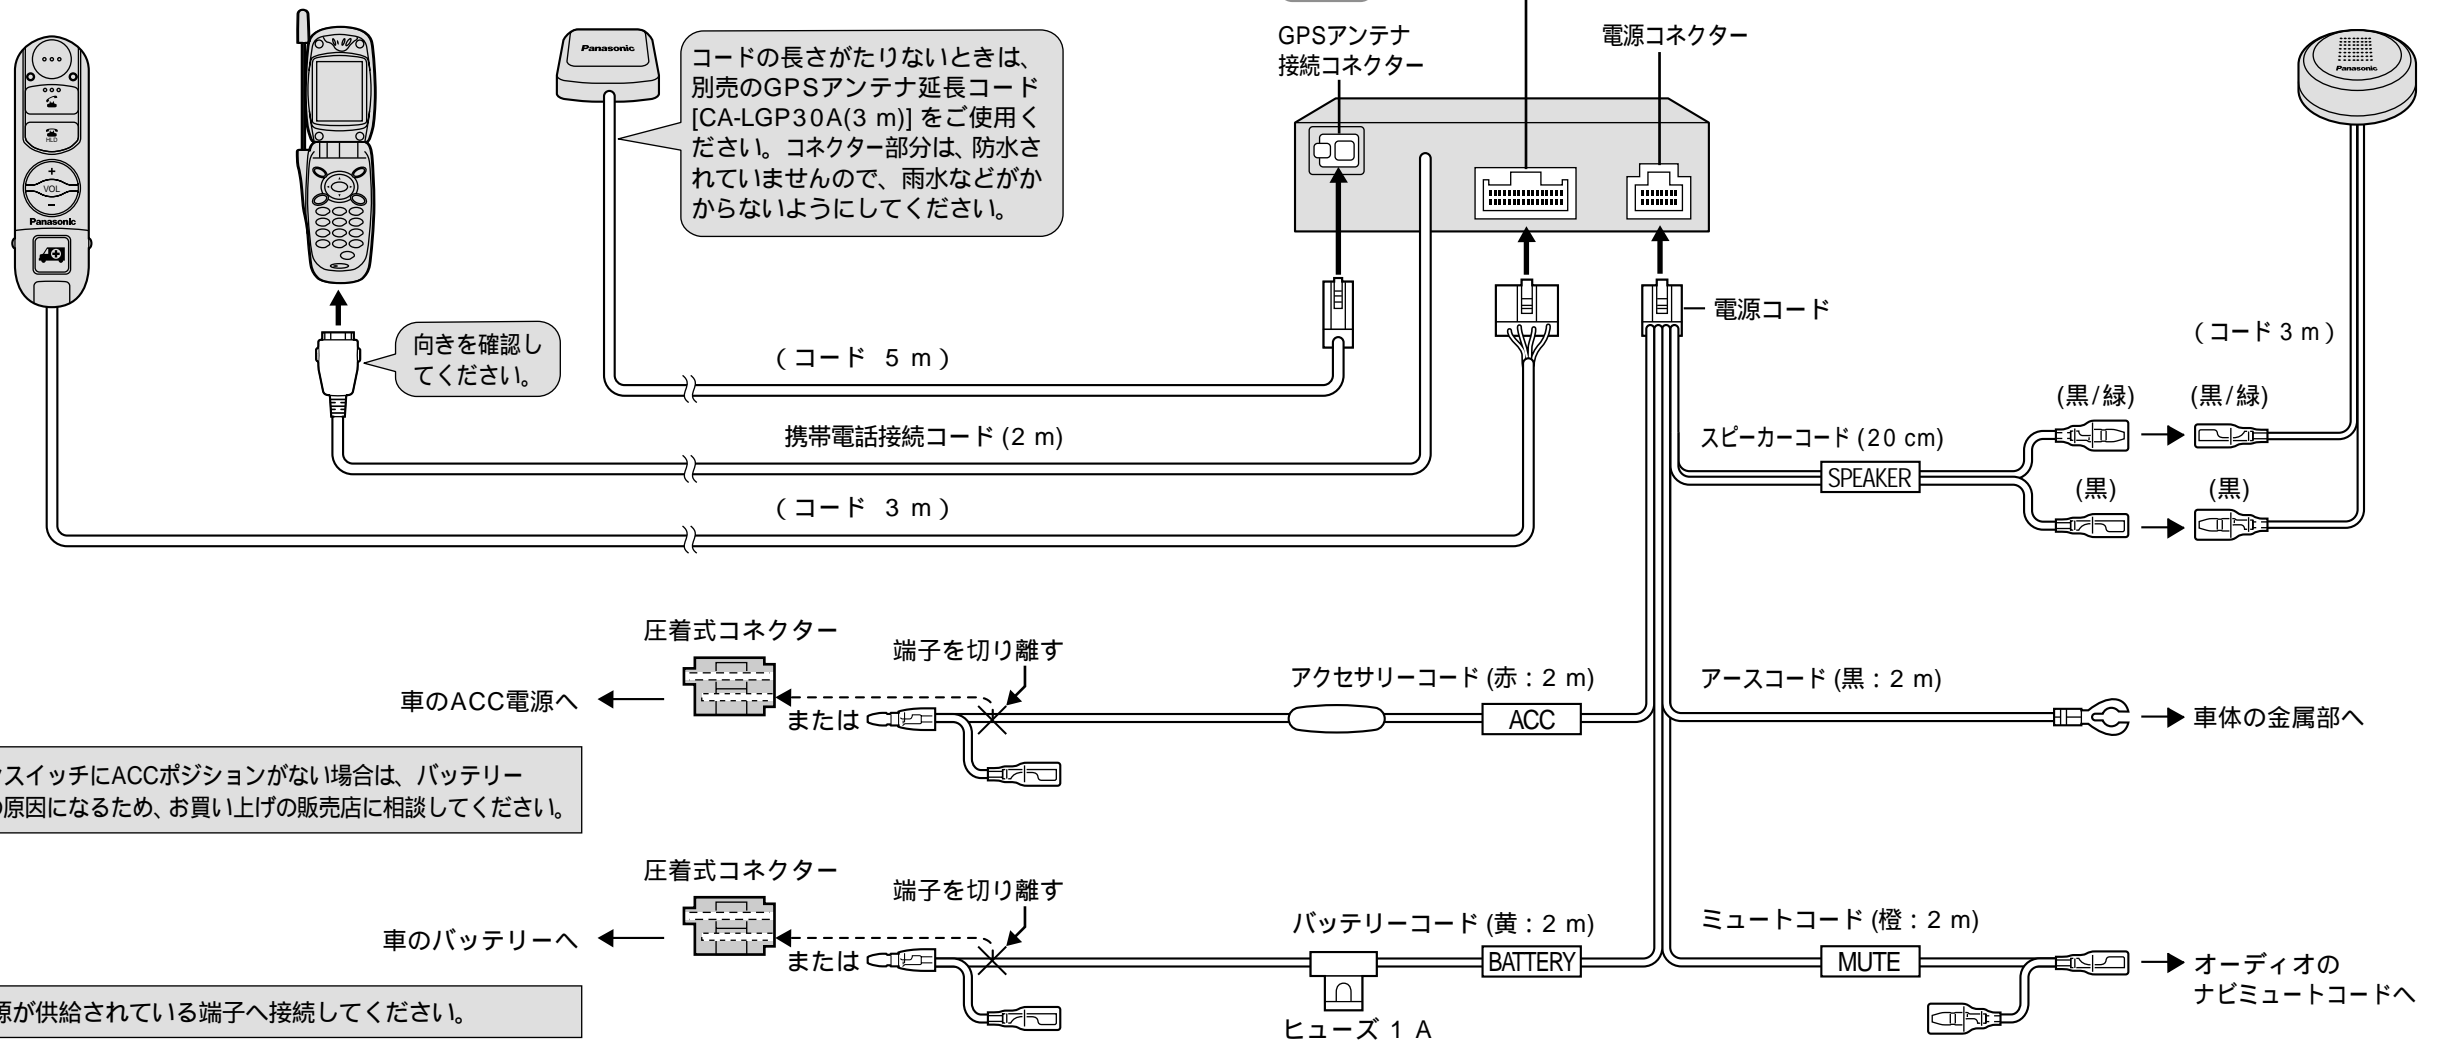 GPSアンテナ
接続コネクター
電源コネクター
Panasonic
コードの長さがたりないときは、
別売のGPSアンテナ延長コード
[CA-LGP30A(3 m)] をご使用く
ださい。コネクター部分は、防水さ
れていませんので、雨水などがか
からないようにしてください。
Panasonic
HLD
+
VOL
−
Panasonic
電源コード
向きを確認し
てください。
(コード 5 m)
(コード 3 m)
(黒/緑)
(黒/緑)
携帯電話接続コード (2 m)
スピーカーコード (20 cm)
SPEAKER
(黒)
(黒)
(コード 3 m)
圧着式コネクター
端子を切り離す
アクセサリーコード (赤:2 m)
アースコード (黒:2 m)
車のACC電源へ
または
ACC
車体の金属部へ
スイッチにACCポジションがない場合は、バッテリー
原因になるため、お買い上げの販売店に相談してください。
圧着式コネクター
端子を切り離す
バッテリーコード (黄:2 m)
ミュートコード (橙:2 m)
車のバッテリーへ
または
BATTERY
MUTE
オーディオの
ナビミュートコードへ
源が供給されている端子へ接続してください。
ヒューズ 1 A